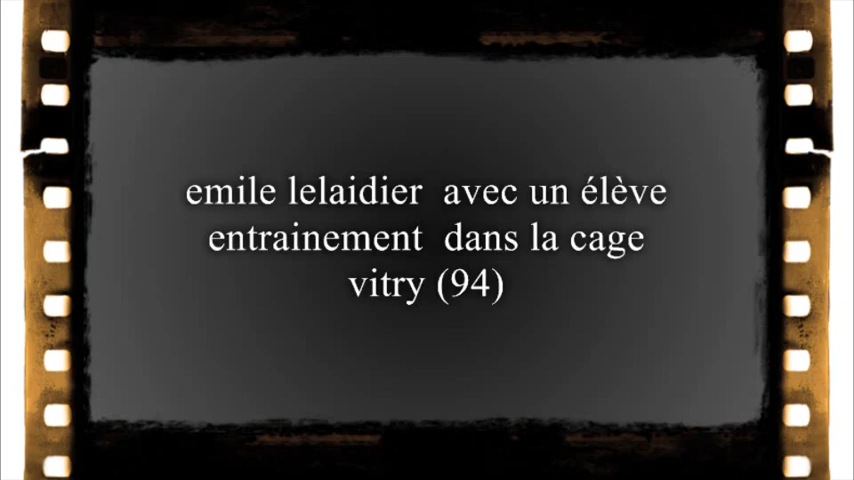 emile lelaidier  avec un élève
entrainement  dans la cage
vitry (94)